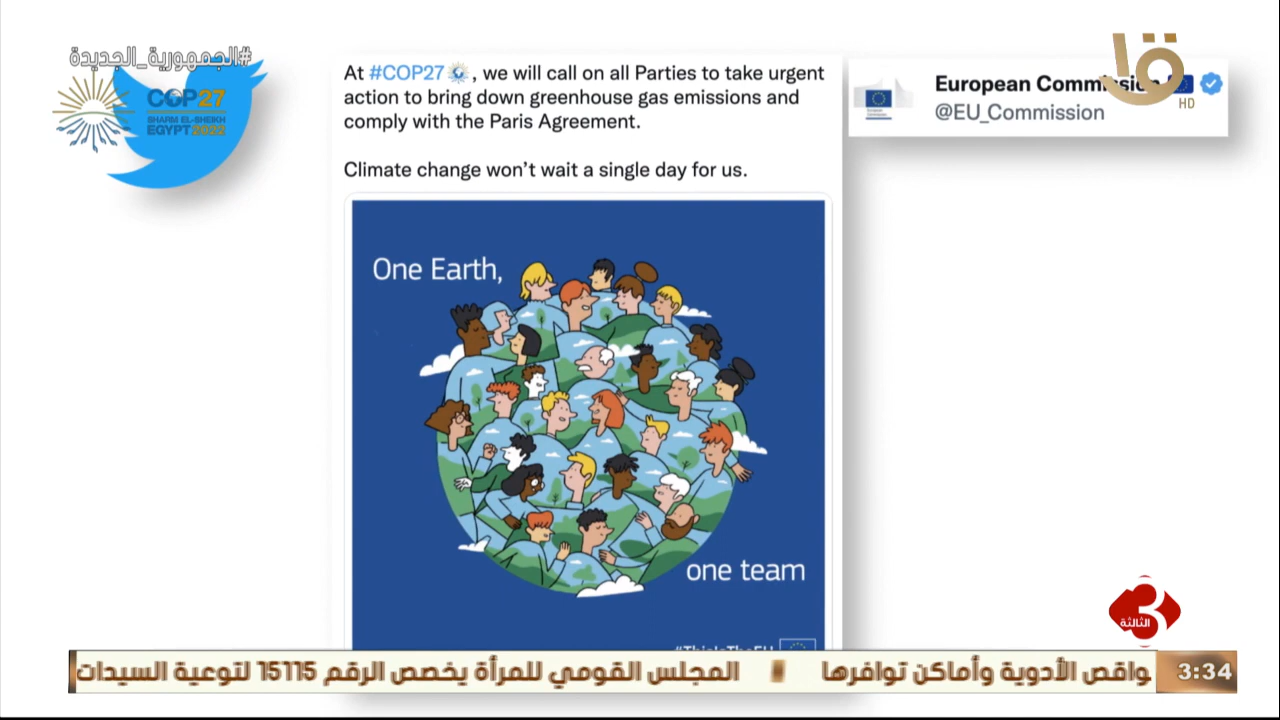 #الجمهورية_الجديدة
COP27
SHARM EL-SHEIKH
EGYPT 2022
At #COP27 , we will call on all Parties to take urgent
action to bring down greenhouse gas emissions and
comply with the Paris Agreement.
Climate change won’t wait a single day for us.
European Commission
@EU_Commission
HD
One Earth,
one team
#ThisIsTheEU
الثالثة
3:34
واقص الأدوية وأماكن توافرها
المجلس القومي للمرأة يخصص الرقم 15115 لتوعية السيدات